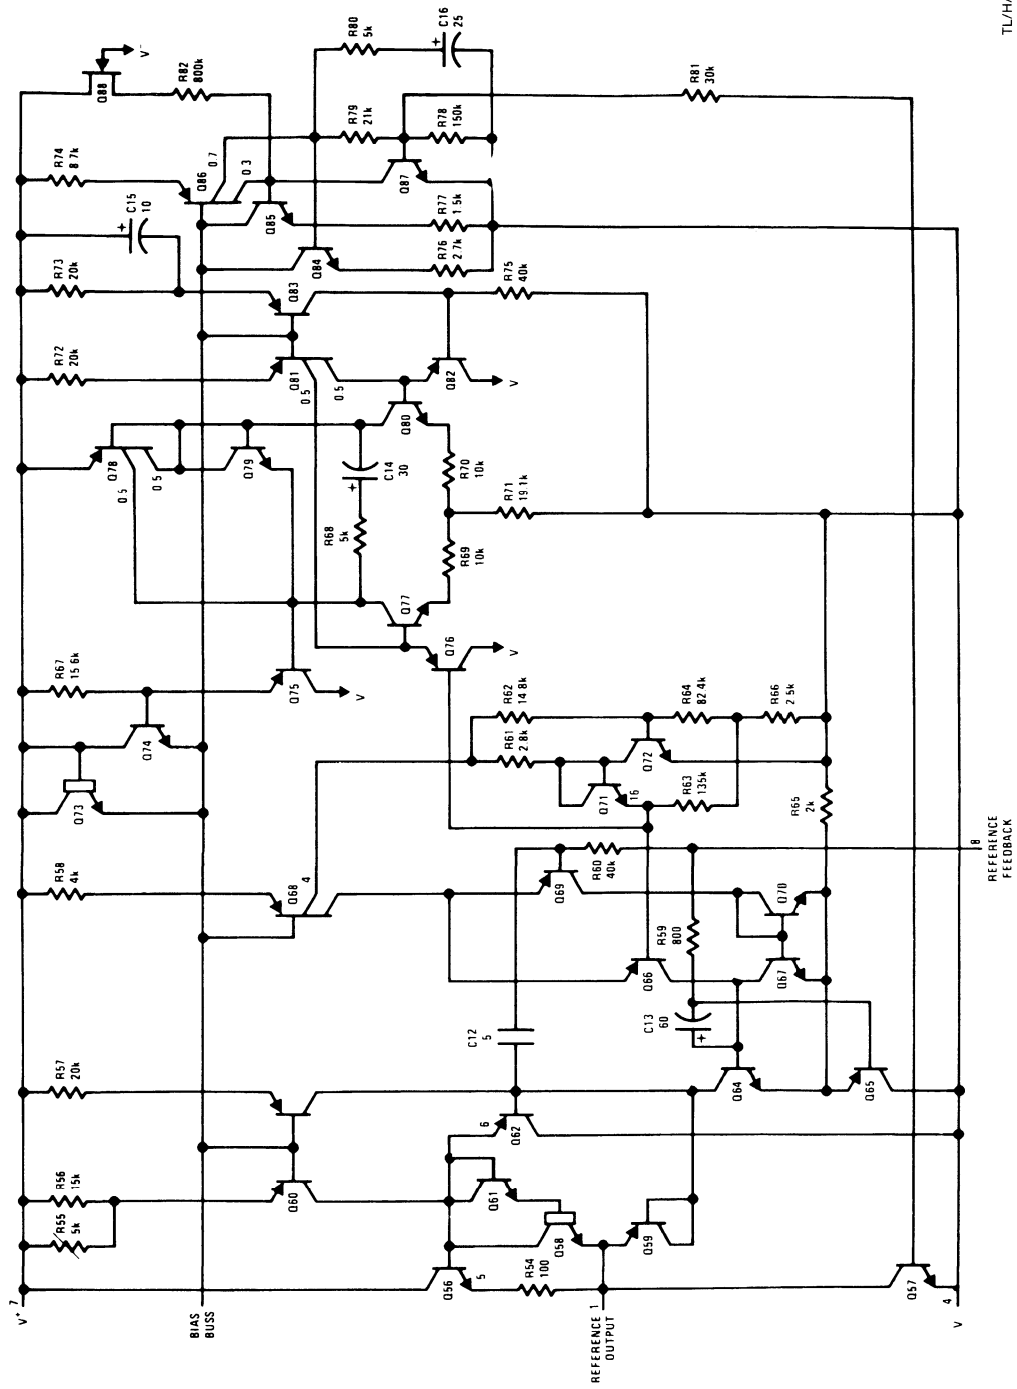 TL/H/
R80
5k
C16
25
+
V⁻
Q88
R82
800k
R81
30k
R79
21k
R78
150k
R74
8.7k
Q86
0.7
0.3
Q87
C15
10
+
Q85
R77
1.5k
R76
2.7k
Q84
R73
20k
Q83
R75
40k
R72
20k
Q81
0.5
0.5
Q82
V
Q80
Q78
0.5
0.5
Q79
C14
30
+
R70
10k
R71
19.1k
R68
5k
R69
10k
Q77
Q76
V
R67
15.6k
Q75
V
Q74
Q73
R62
14.8k
R61
2.8k
R64
82.4k
R66
2.5k
Q72
Q71
16
R63
135k
R65
2k
8
REFERENCE
FEEDBACK
R58
4k
Q68
4
Q69
R60
40k
Q70
R59
800
Q66
Q67
C13
60
+
C12
5
R57
20k
Q64
Q65
Q62
6
R56
15k
R55
5k
Q60
Q61
Q58
Q59
Q56
5
R54
100
Q57
V⁺
7
BIAS
BUSS
REFERENCE
OUTPUT
1
V
4